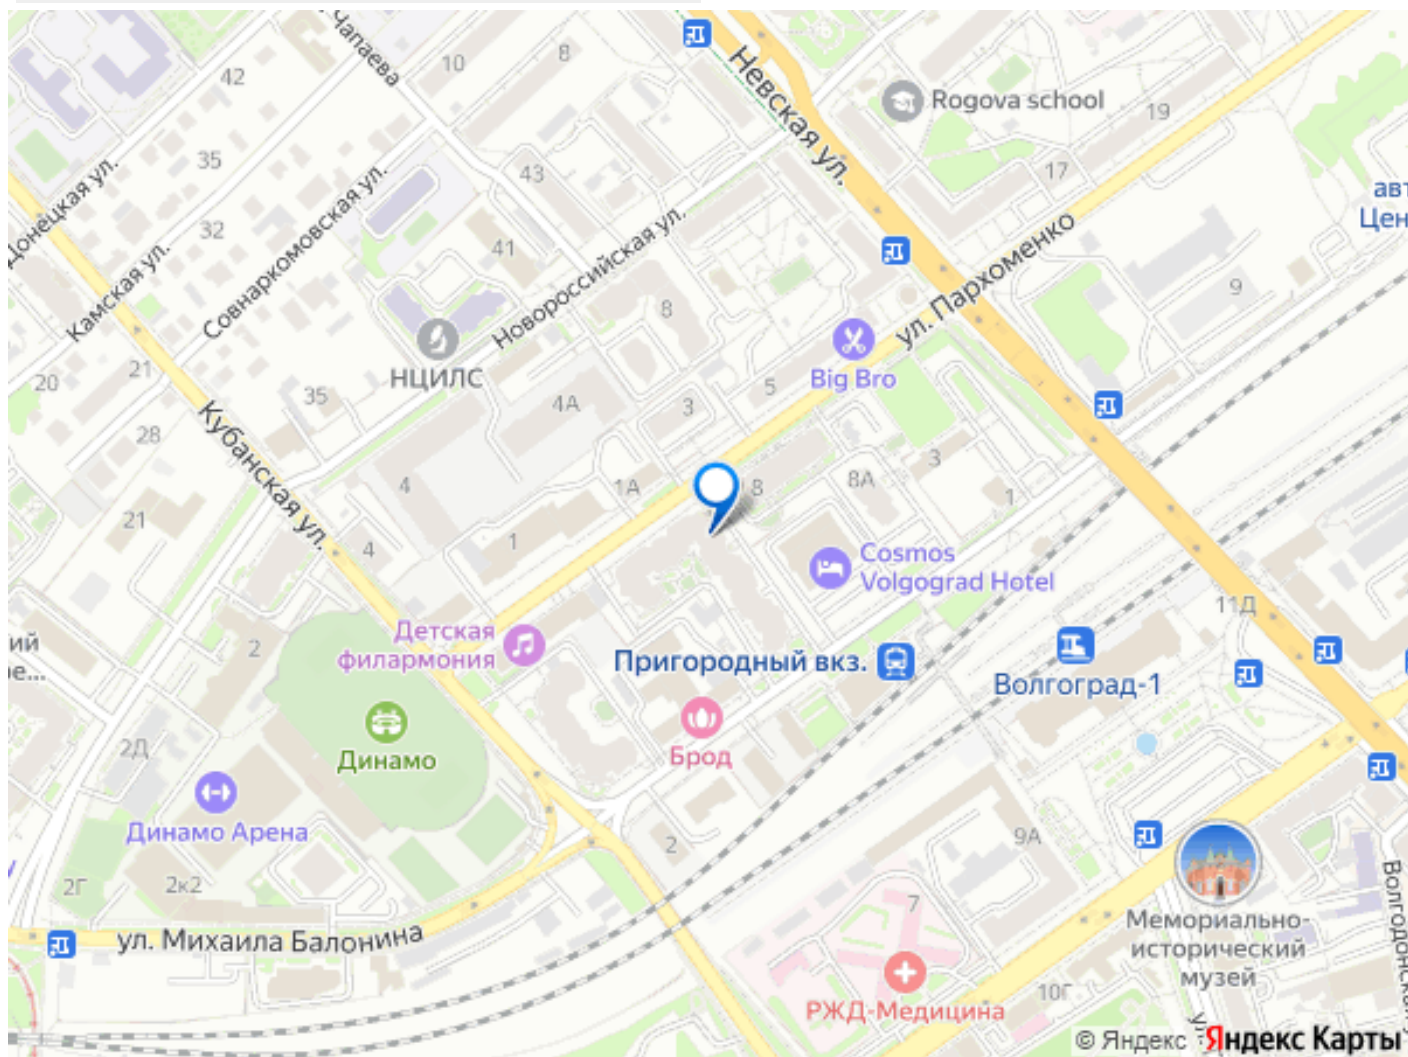 Чапаева
42
10
8
Невская ул.
Rogova school
19
35
43
17
Донецкая ул.
Совнаркомовская ул.
32
41
Новороссийская ул.
ул. Пархоменко
Камская ул.
8
9
НЦИЛС
Big Bro
20
21
35
4А
3
5
28
Кубанская ул.
4
1А
8
8А
3
1
21
4
1
Cosmos
Volgograd Hotel
11Д
2
Детская
филармония
Пригородный вкз.
Волгоград-1
Динамо
2Д
Брод
Динамо Арена
2
9А
2Г
2к2
7
ул. Михаила Балонина
Мемориально-
исторический
музей
РЖД-Медицина
10г
© Яндекс
Яндекс Карты